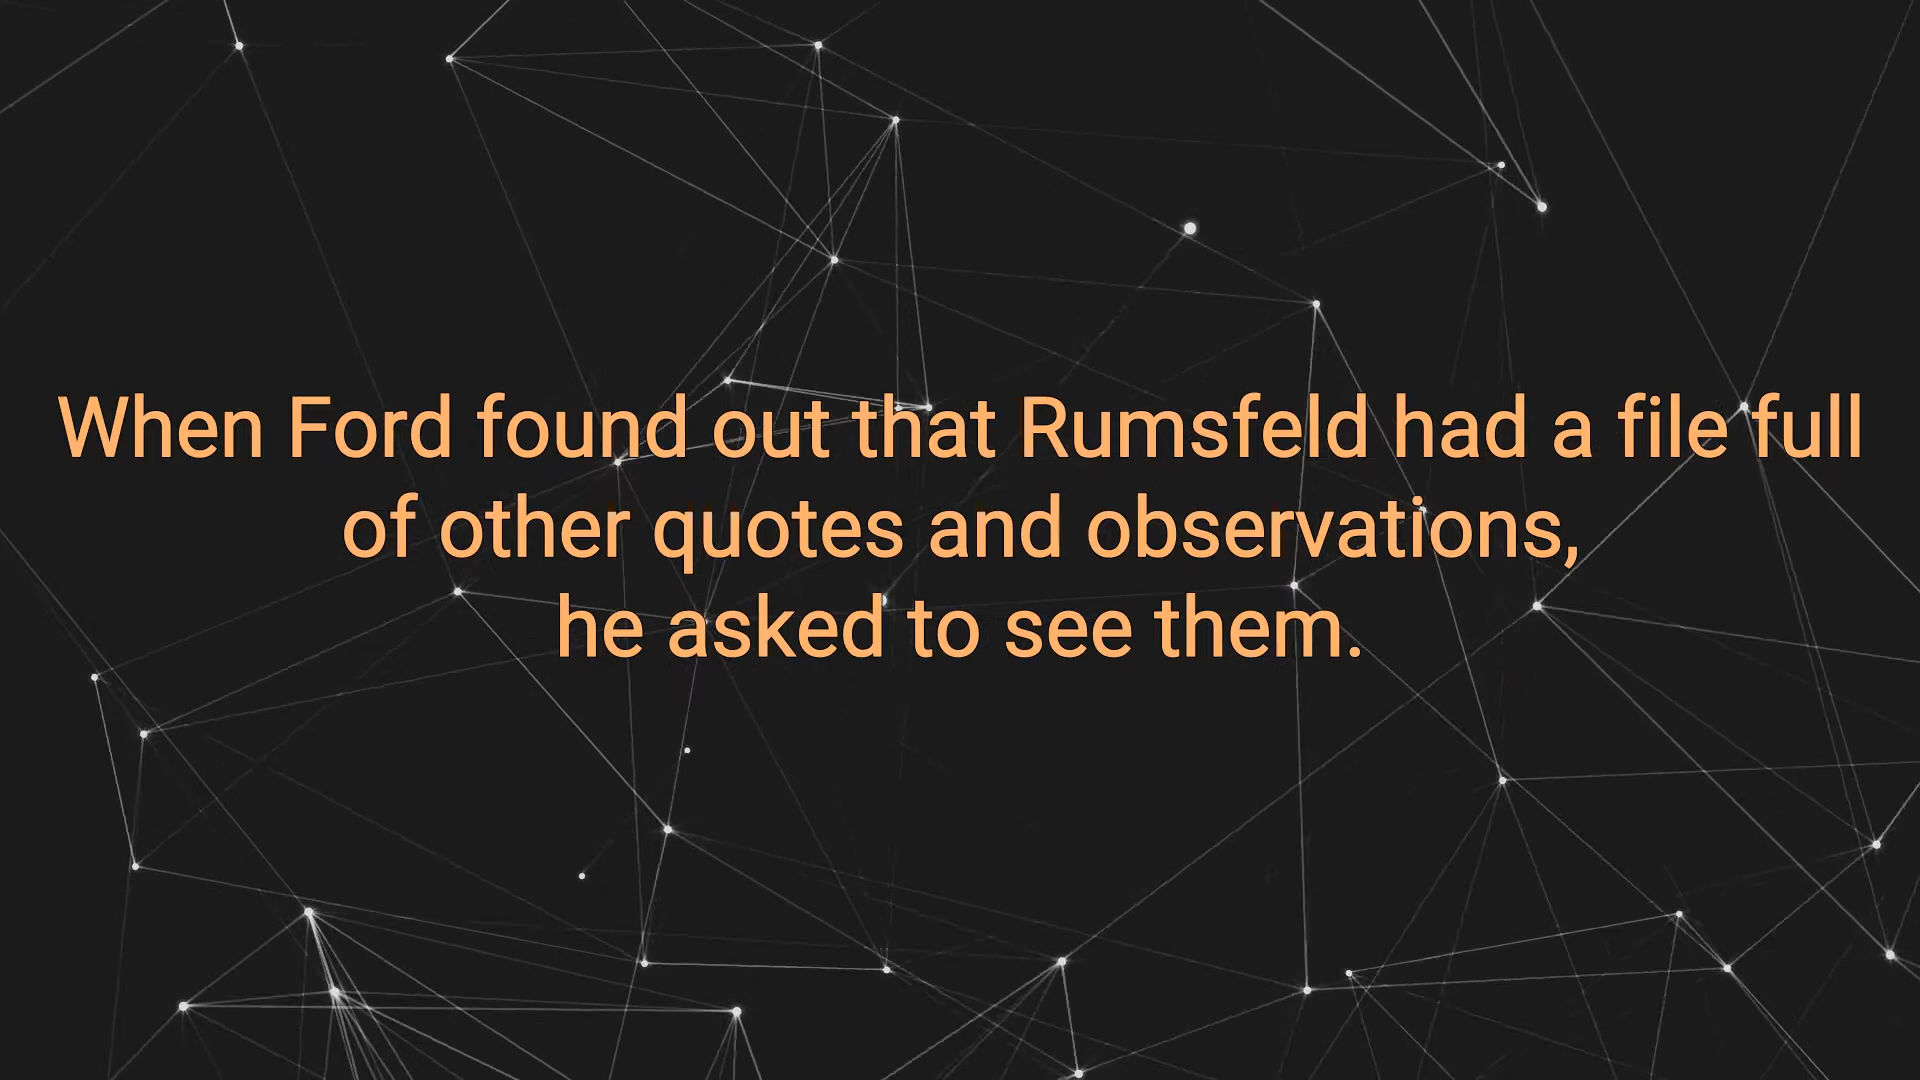 When Ford found out that Rumsfeld had a file full
of other quotes and observations,
he asked to see them.